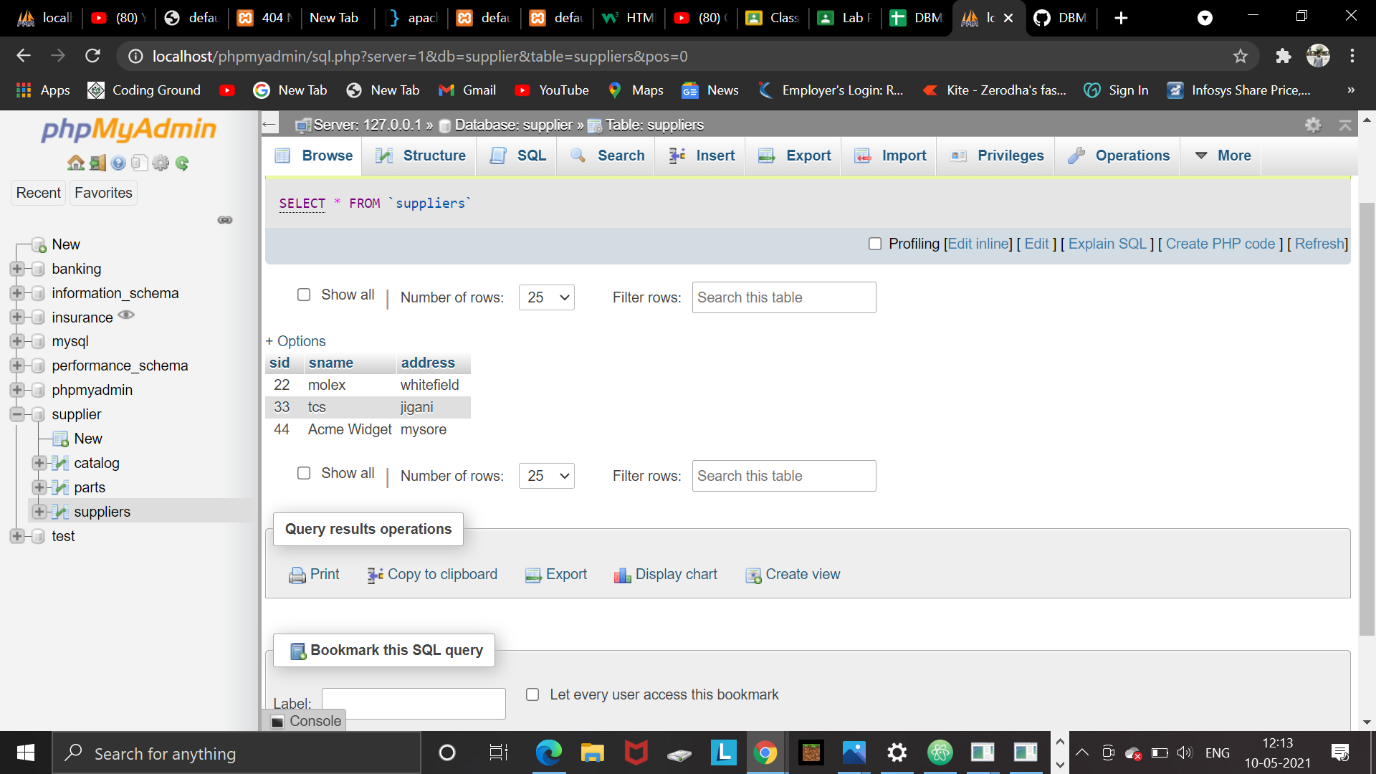 locall
(80) Y
defau
404 N
New Tab
apac
defau
defau
HTM
(80) (
Class
Lab F
DBM
lo
DBM
localhost/phpmyadmin/sql.php?server=1&db=supplier&table=suppliers&pos=0
Apps
Coding Ground
New Tab
New Tab
Gmail
YouTube
Maps
News
Employer's Login: R...
Kite - Zerodha's fas...
Sign In
Infosys Share Price,...
»
phpMyAdmin
Recent
Favorites
New
banking
information_schema
insurance
mysql
performance_schema
phpmyadmin
supplier
New
catalog
parts
suppliers
test
Server: 127.0.0.1 » Database: supplier » Table: suppliers
Browse
Structure
SQL
Search
Insert
Export
Import
Privileges
Operations
More
SELECT * FROM `suppliers`
Profiling [Edit inline] [ Edit ] [ Explain SQL ] [ Create PHP code ] [ Refresh]
Show all | Number of rows: 25 Filter rows: Search this table
+ Options
sid sname address
22 molex whitefield
33 tcs jigani
44 Acme Widget mysore
Show all | Number of rows: 25 Filter rows: Search this table
Query results operations
Print Copy to clipboard Export Display chart Create view
Bookmark this SQL query
Label: Let every user access this bookmark
Console
Search for anything
ENG
12:13
10-05-2021